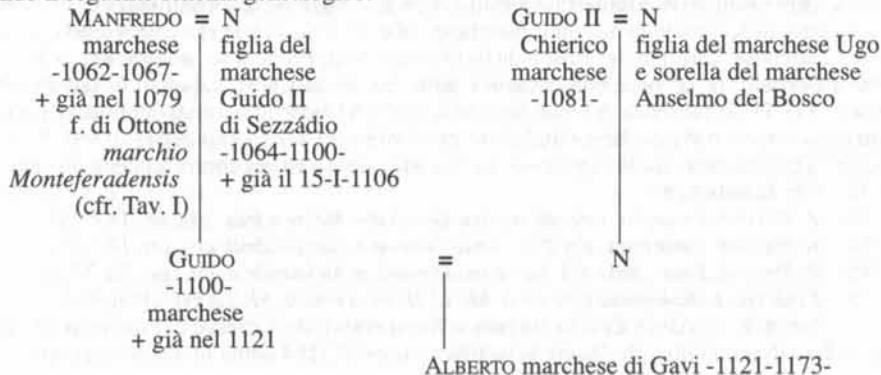 MANFREDO = N
marchese
-1062-1067-
+ già nel 1079
f. di Ottone
marchio
Monteferadensis
(cfr. Tav. I)
figlia del
marchese
Guido II
di Sezzádio
-1064-1100-
+ già il 15-I-1106
GUIDO II = N
Chierico
marchese
-1081-
figlia del marchese Ugo
e sorella del marchese
Anselmo del Bosco
GUIDO = N
-1100-
marchese
+ già nel 1121
ALBERTO marchese di Gavi -1121-1173-